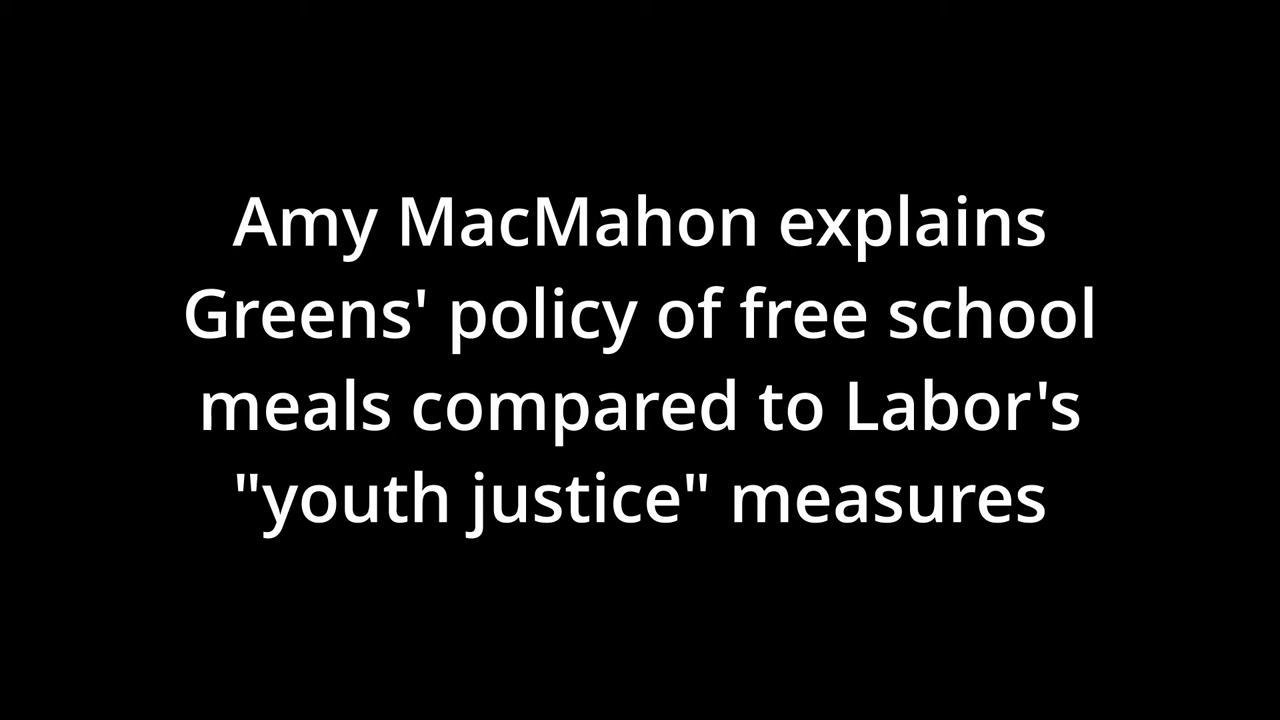 Amy MacMahon explains
Greens' policy of free school
meals compared to Labor's
"youth justice" measures